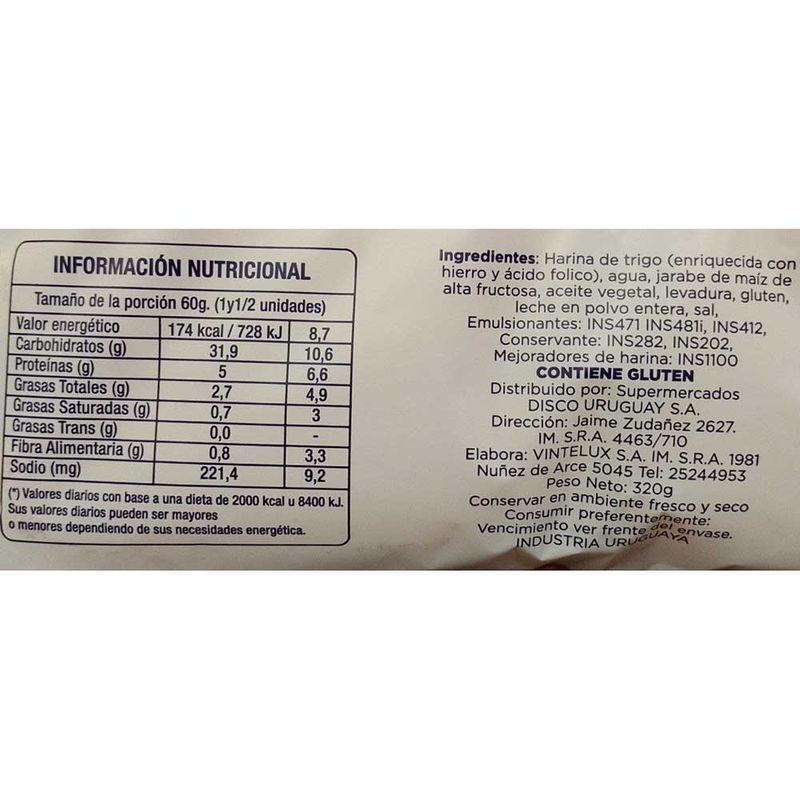 INFORMACIÓN NUTRICIONAL
Tamaño de la porción 60g. (1y1/2 unidades)
Valor energético 174 kcal / 728 kJ 8,7
Carbohidratos (g) 31,9 10,6
Proteínas (g) 5 6,6
Grasas Totales (g) 2,7 4,9
Grasas Saturadas (g) 0,7 3
Grasas Trans (g) 0,0 -
Fibra Alimentaria (g) 0,8 3,3
Sodio (mg) 221,4 9,2
(*) Valores diarios con base a una dieta de 2000 kcal u 8400 kJ.
Sus valores diarios pueden ser mayores
o menores dependiendo de sus necesidades energética.
Ingredientes: Harina de trigo (enriquecida con
hierro y ácido folico), agua, jarabe de maíz de
alta fructosa, aceite vegetal, levadura, gluten,
leche en polvo entera, sal,
Emulsionantes: INS471 INS481i, INS412,
Conservante: INS282, INS202,
Mejoradores de harina: INS1100
CONTIENE GLUTEN
Distribuido por: Supermercados
DISCO URUGUAY S.A.
Dirección: Jaime Zudañez 2627.
IM. S.R.A. 4463/710
Elabora: VINTELUX S.A. IM. S.R.A. 1981
Nuñez de Arce 5045 Tel: 25244953
Peso Neto: 320g
Conservar en ambiente fresco y seco
Consumir preferentemente:
Vencimiento ver frente del envase.
INDUSTRIA URUGUAYA